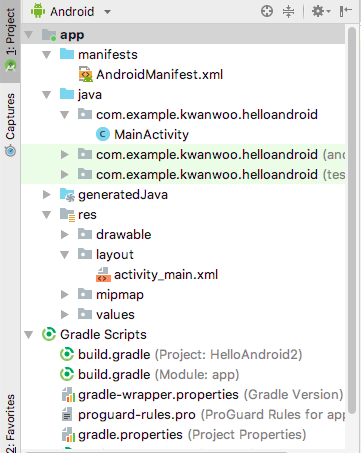 1: Project
Captures
2: Favorites
Android
app
manifests
AndroidManifest.xml
java
com.example.kwanwoo.helloandroid
MainActivity
com.example.kwanwoo.helloandroid (and
com.example.kwanwoo.helloandroid (tes
generatedJava
res
drawable
layout
activity_main.xml
mipmap
values
Gradle Scripts
build.gradle (Project: HelloAndroid2)
build.gradle (Module: app)
gradle-wrapper.properties (Gradle Version)
proguard-rules.pro (ProGuard Rules for app
gradle.properties (Project Properties)